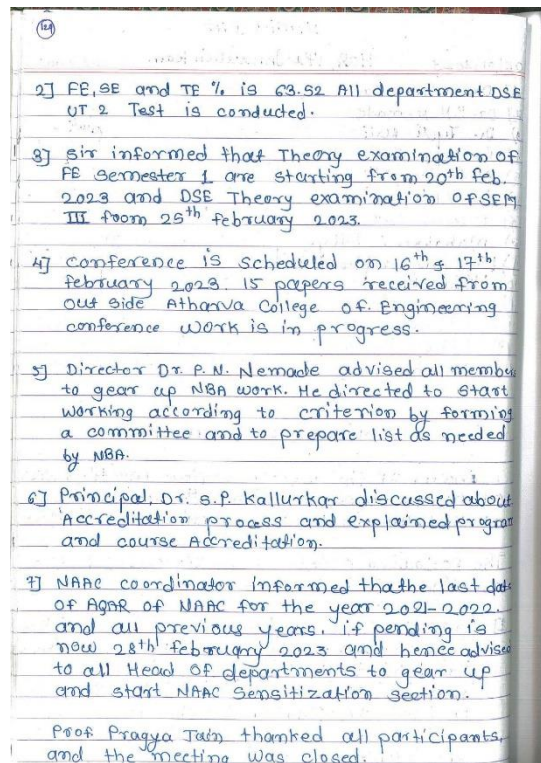 129
2] FE, SE and TE % is 63.52 All department DSE
UT 2 Test is conducted.
3] Sir informed that Theory examination of
FE Semester 1 are starting from 20th feb.
2023 and DSE Theory examination of SEM
III from 25th february 2023.
4] conference is scheduled on 16th & 17th
february 2023. 15 papers received from
out side Atharva College of Engineering
conference work is in progress.
5] Director Dr. P. N. Nemade advised all members
to gear up NBA work. He directed to start
working according to criterion by forming
a committee and to prepare list as needed
by NBA.
6] Principal, Dr. S.P. Kallurkar discussed about
Accreditation process and explained program
and course Accreditation.
7] NAAC coordinator informed thathe last date
of AQAR of NAAC for the year 2021-2022.
and all previous years. if pending is
now 28th february 2023 and hence advised
to all Head of departments to gear up
and start NAAC Sensitization section.
Prof. Pragya Jain thanked all participants,
and the meeting was closed.